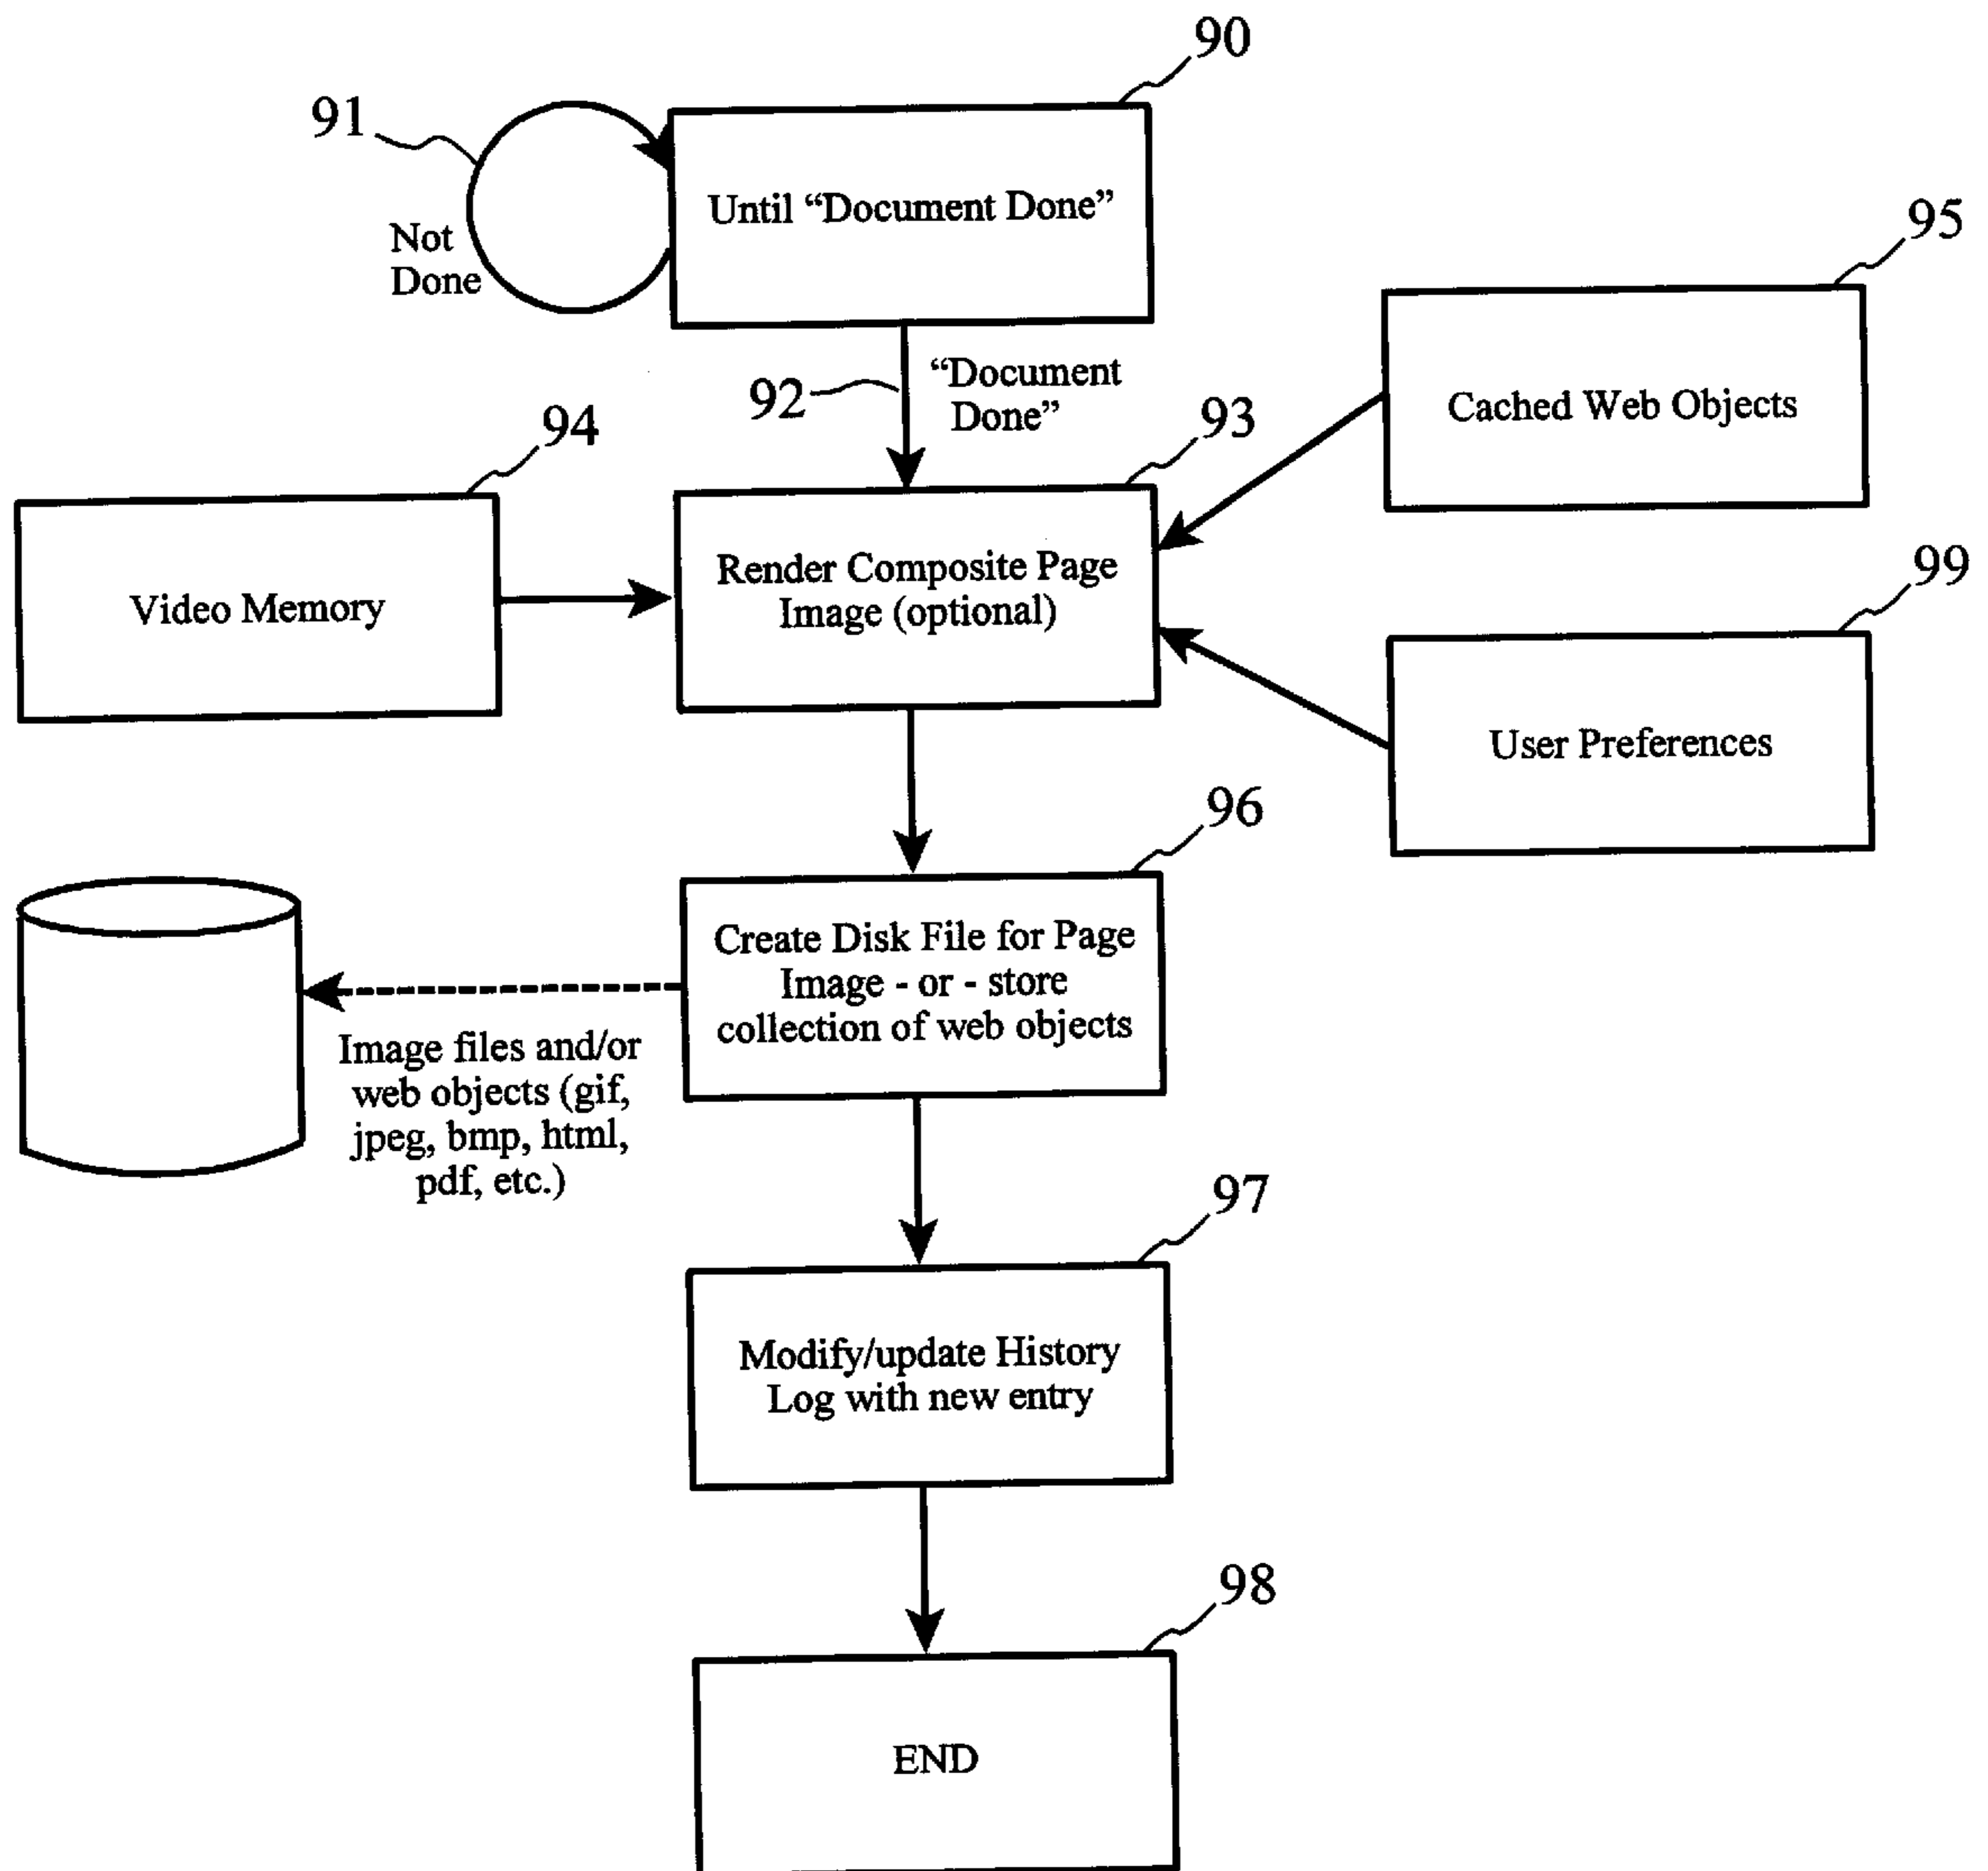 90
91
Until “Document Done”
Not
Done
95
92
“Document
Done”
Cached Web Objects
94
93
99
Video Memory
Render Composite Page
Image (optional)
User Preferences
96
Create Disk File for Page
Image - or - store
collection of web objects
Image files and/or
web objects (gif,
jpeg, bmp, html,
pdf, etc.)
97
Modify/update History
Log with new entry
98
END